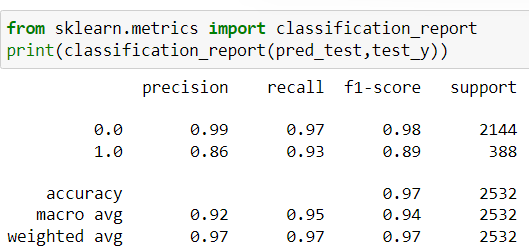 from sklearn.metrics import classification_report
print(classification_report(pred_test,test_y))
precision recall f1-score support
0.0 0.99 0.97 0.98 2144
1.0 0.86 0.93 0.89 388
accuracy 0.97 2532
macro avg 0.92 0.95 0.94 2532
weighted avg 0.97 0.97 0.97 2532